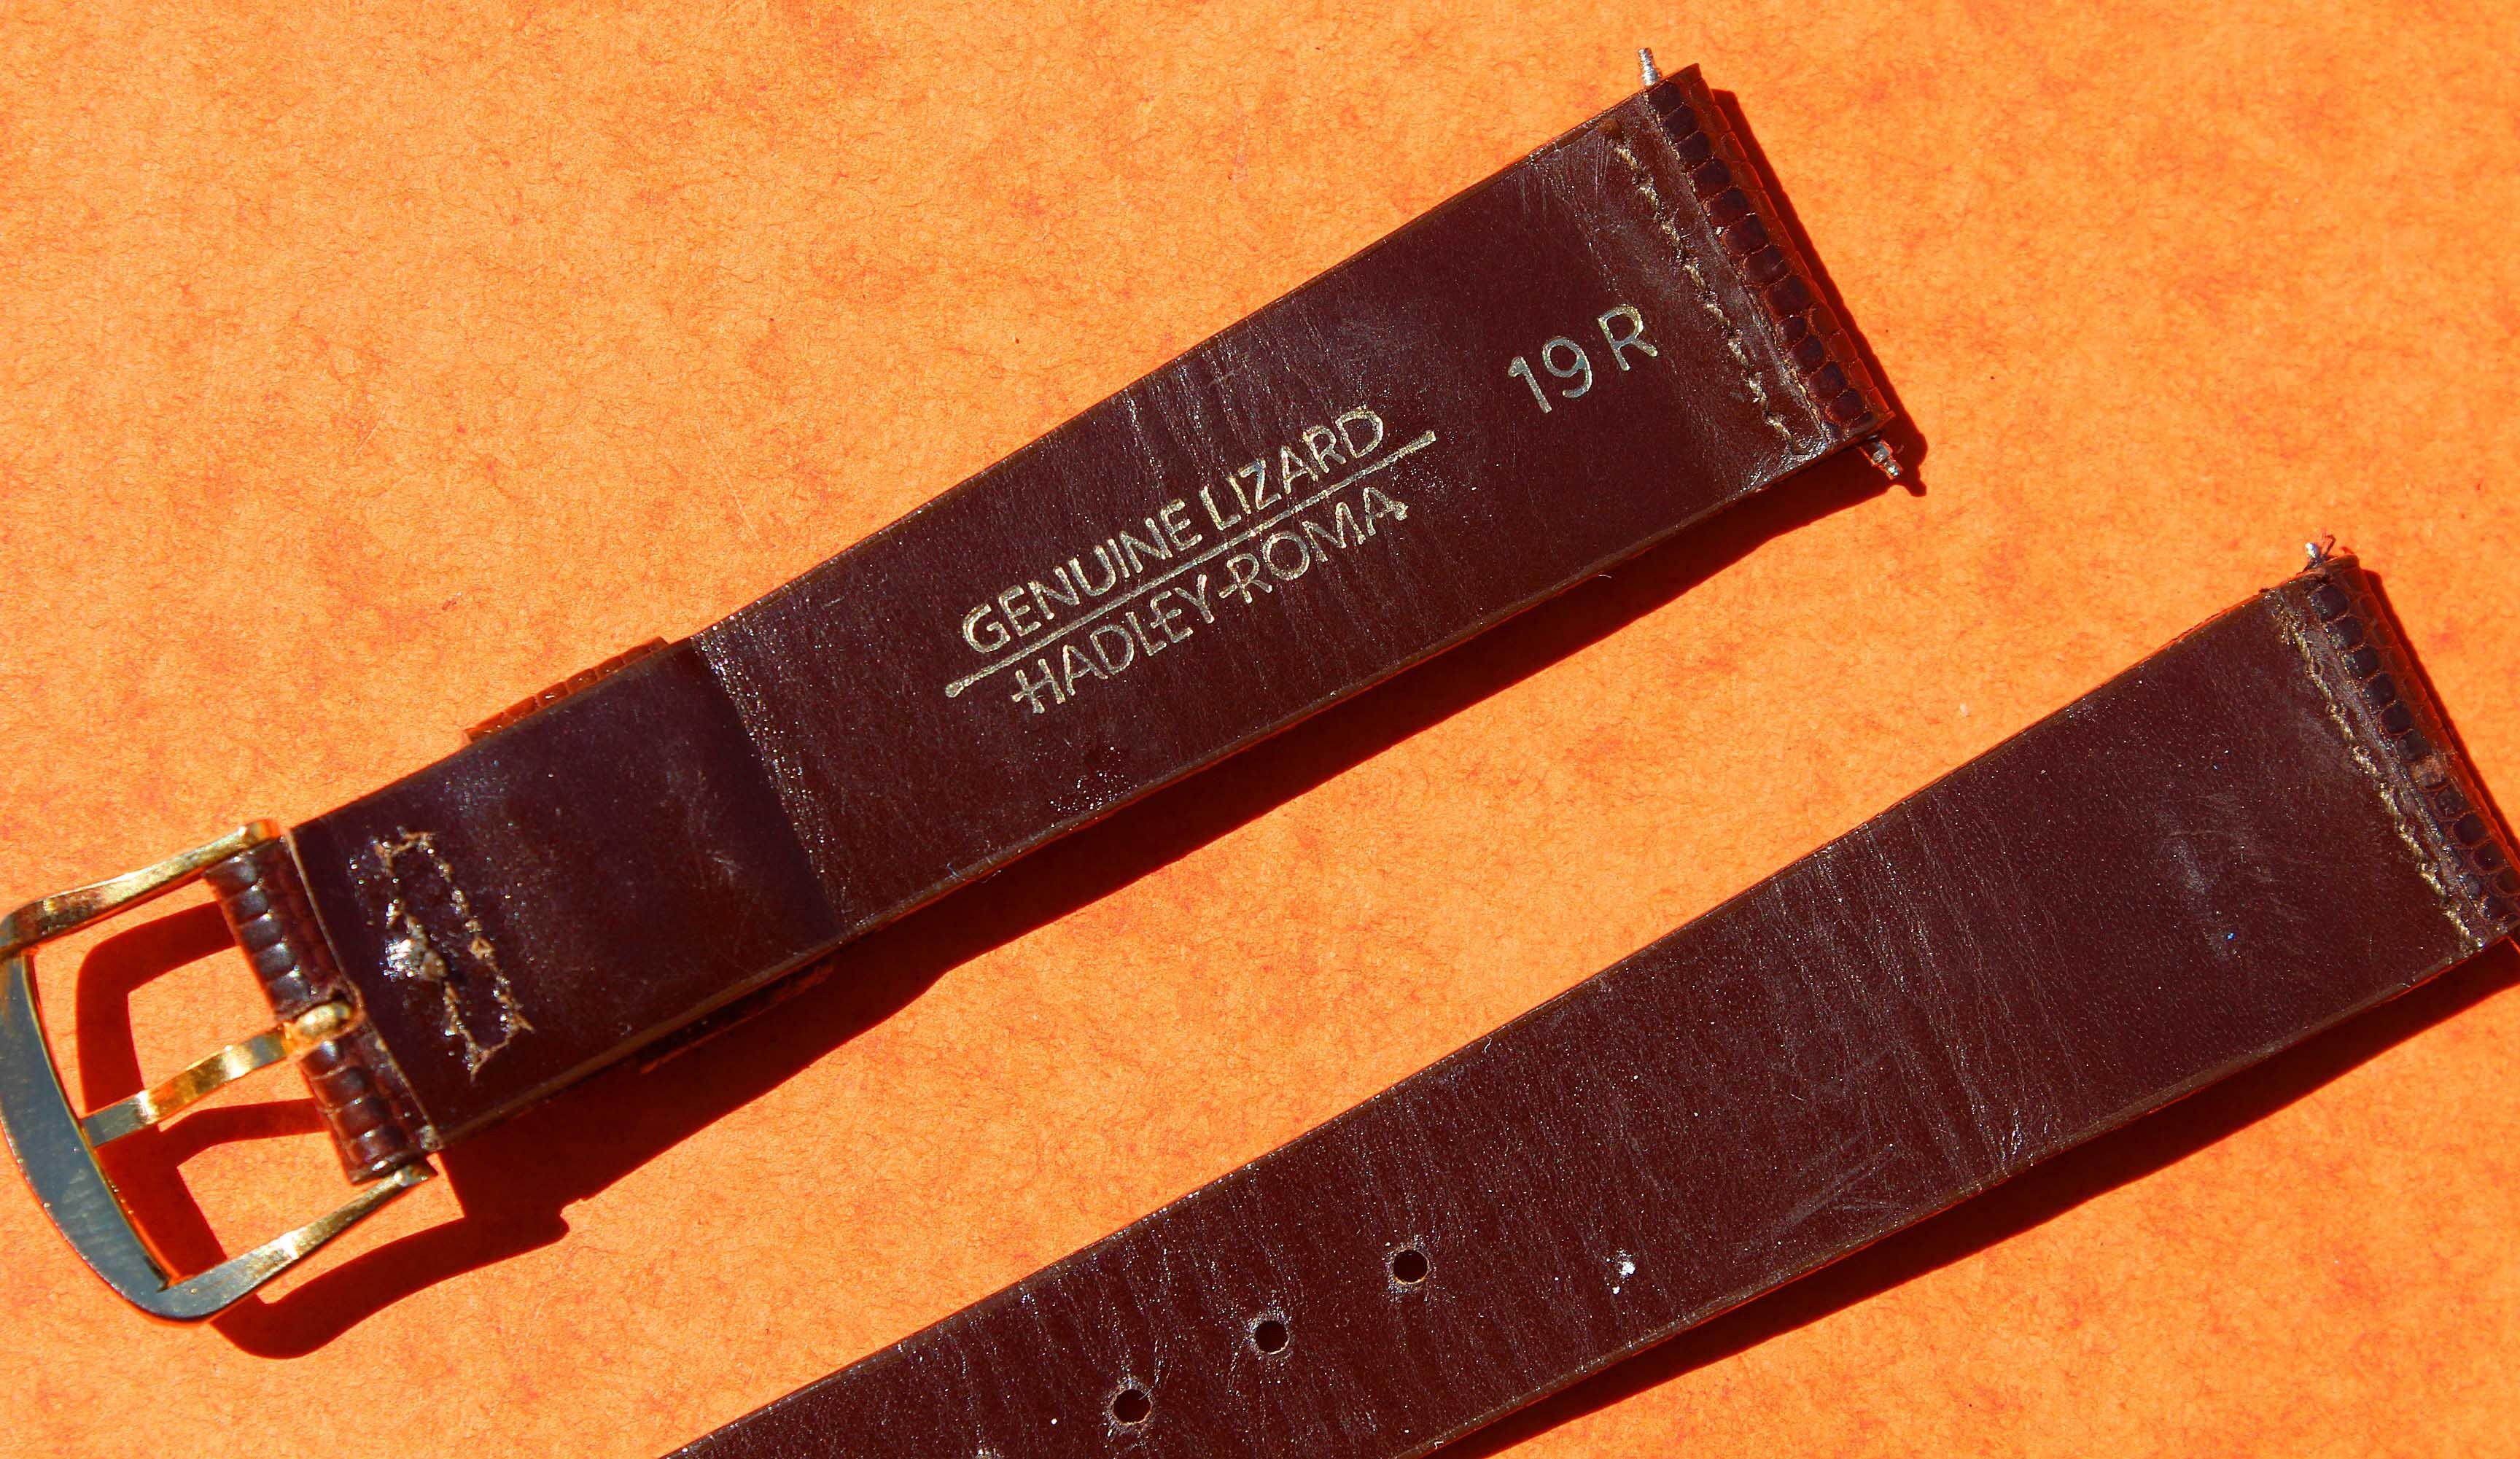 GENUINE LIZARD
HADLEY-ROMA
19 R